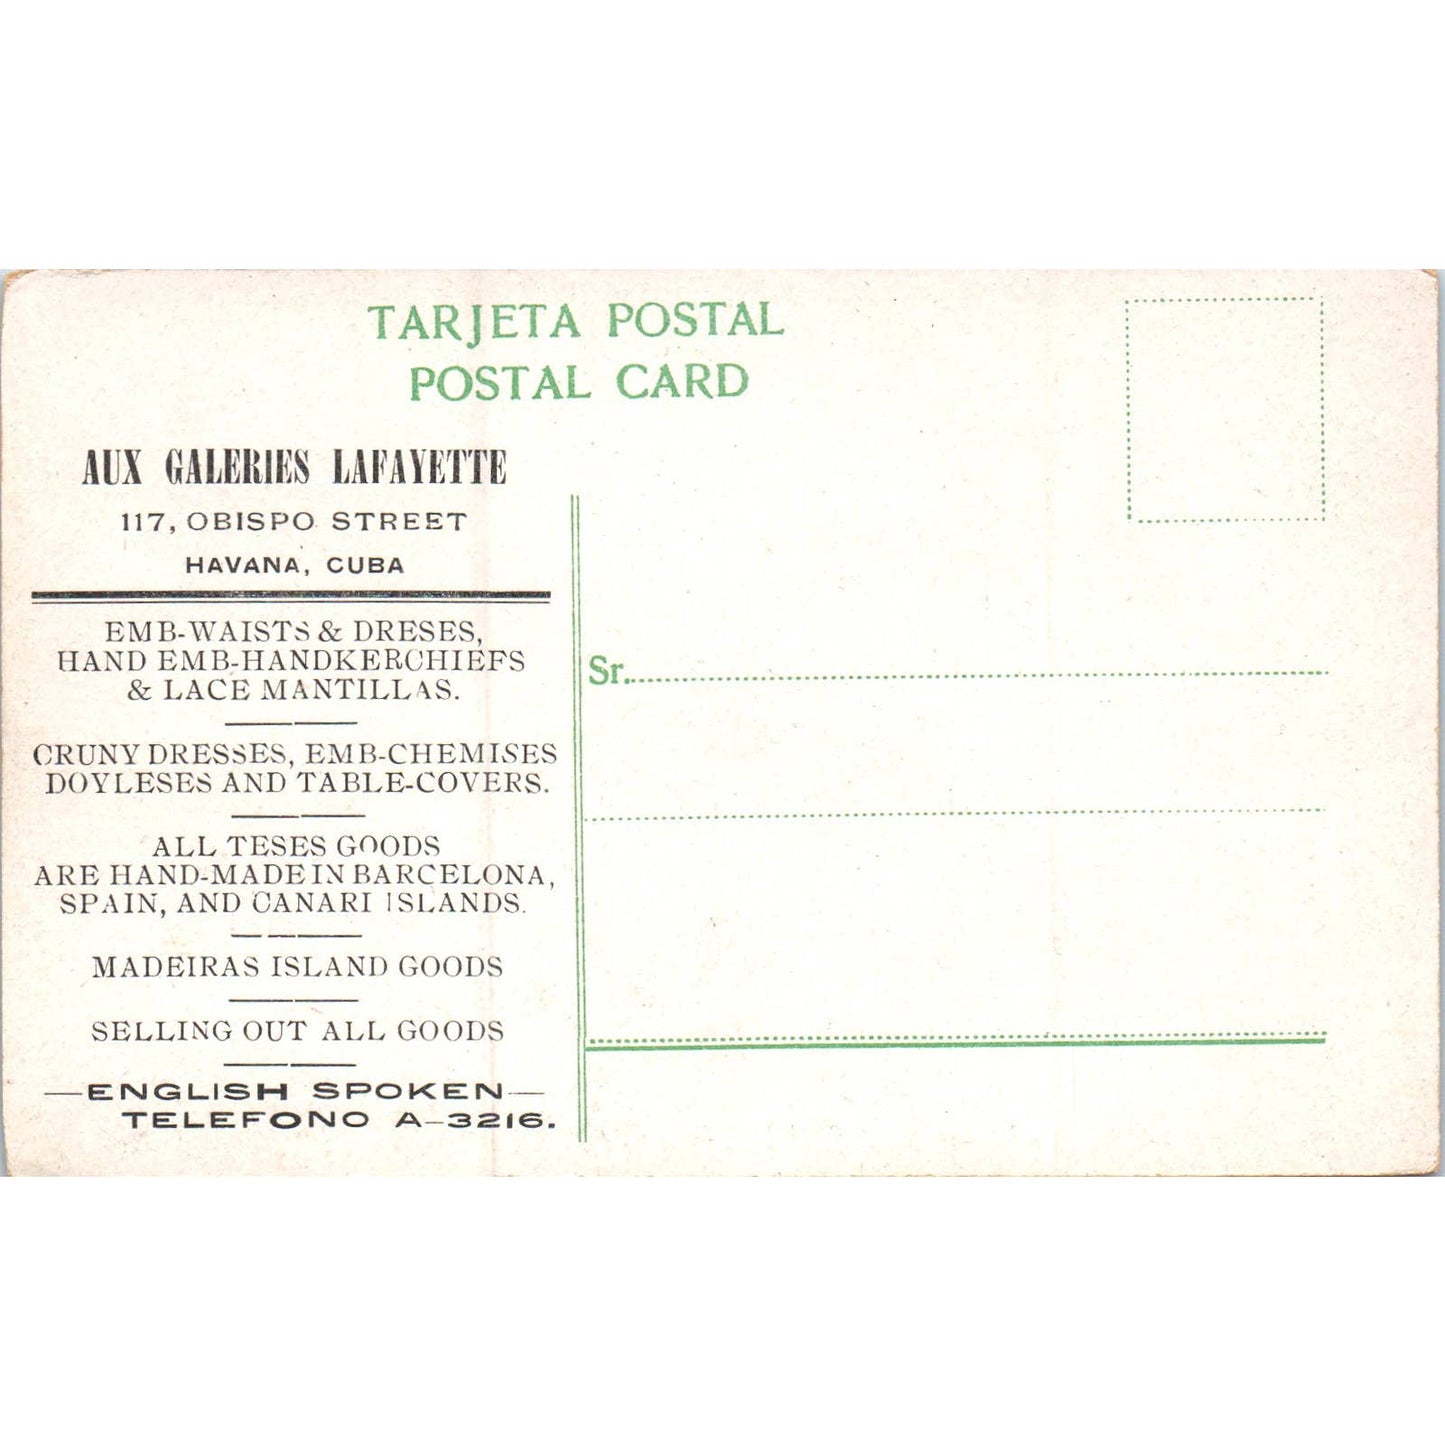 TARJETA POSTAL
POSTAL CARD
AUX GALERIES LAFAYETTE
117, OBISPO STREET
HAVANA, CUBA
EMB-WAISTS & DRESES,
HAND EMB-HANDKERCHIEFS
& LACE MANTILLAS.
CRUNY DRESSES, EMB-CHEMISES
DOYLESES AND TABLE-COVERS.
ALL TESES GOODS
ARE HAND-MADE IN BARCELONA,
SPAIN, AND CANARI ISLANDS.
MADEIRAS ISLAND GOODS
SELLING OUT ALL GOODS
—ENGLISH SPOKEN—
TELEFONO A-3216.
Sr.